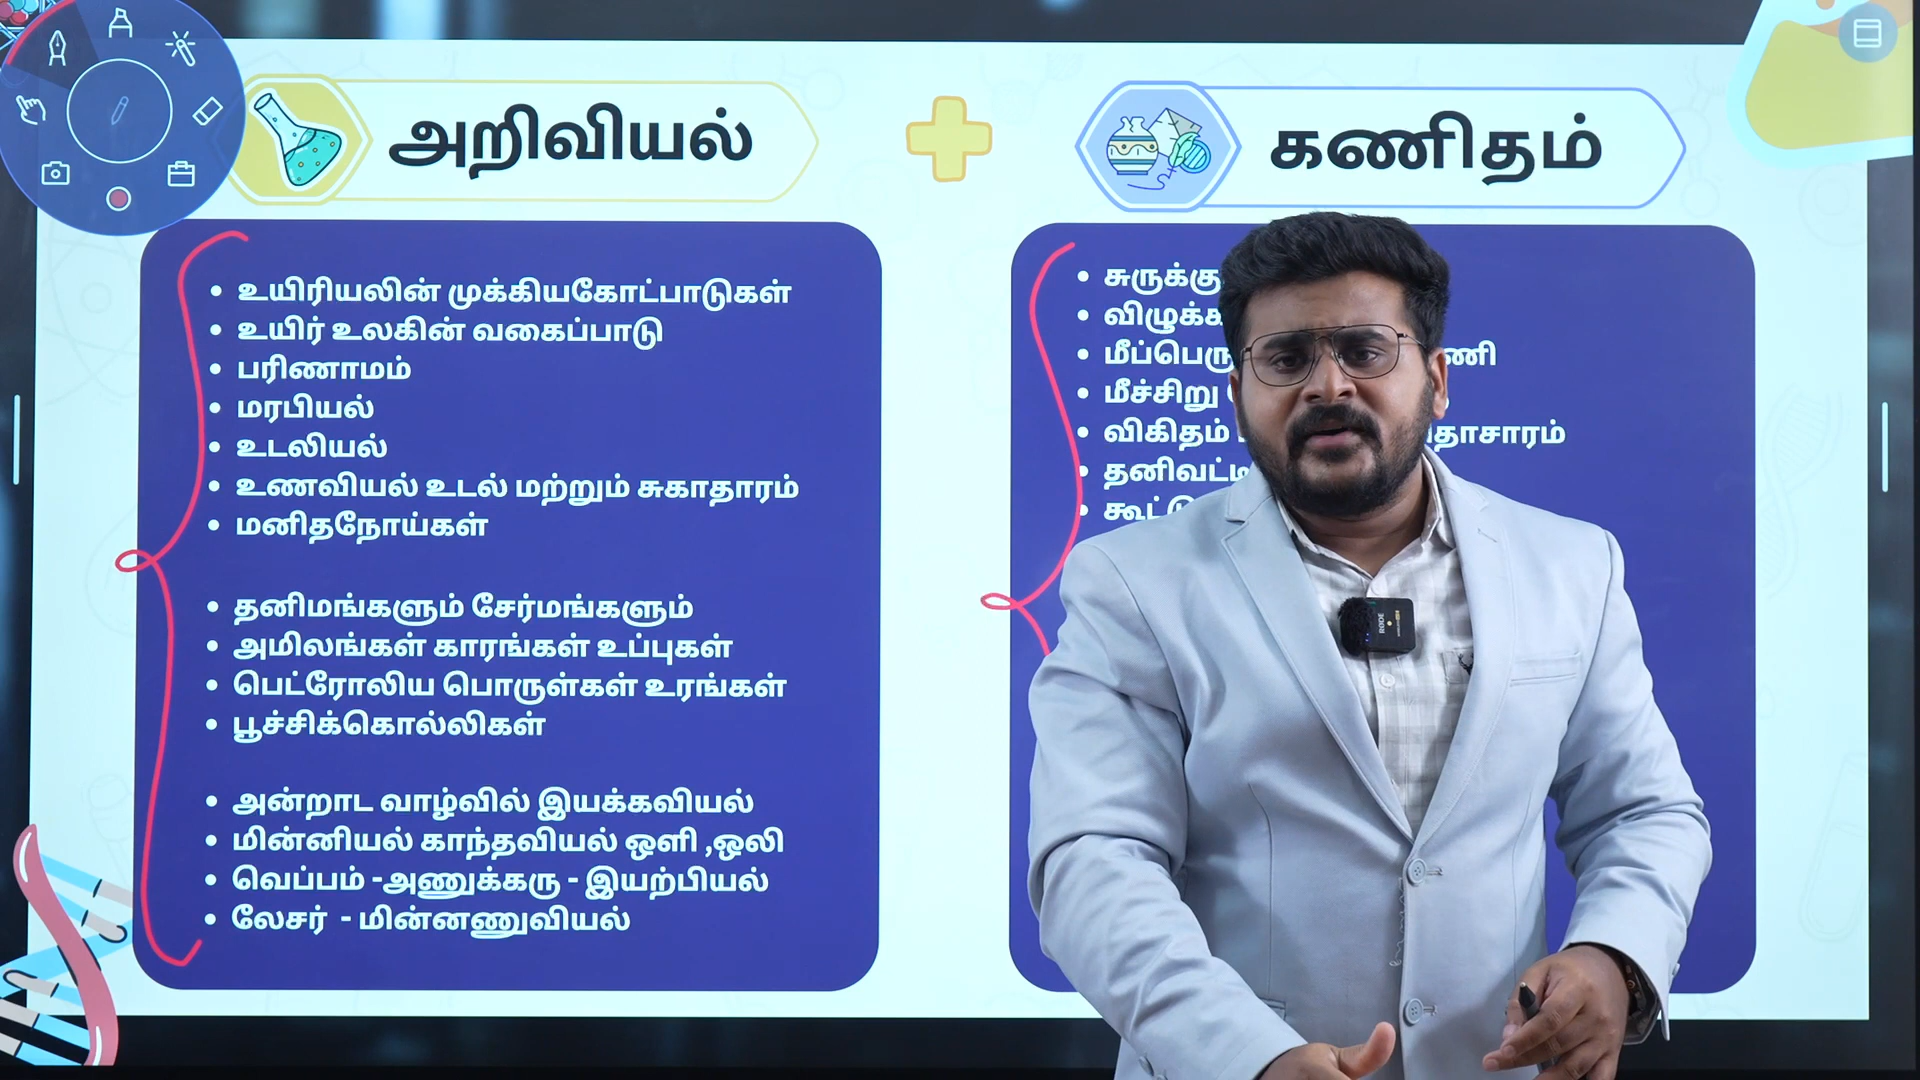 அறிவியல்
கணிதம்
உயிரியலின் முக்கியகோட்பாடுகள்
உயிர் உலகின் வகைப்பாடு
பரிணாமம்
மரபியல்
உடலியல்
உணவியல் உடல் மற்றும் சுகாதாரம்
மனிதநோய்கள்
தனிமங்களும் சேர்மங்களும்
அமிலங்கள் காரங்கள் உப்புகள்
பெட்ரோலிய பொருள்கள் உரங்கள்
பூச்சிக்கொல்லிகள்
அன்றாட வாழ்வில் இயக்கவியல்
மின்னியல் காந்தவியல் ஒளி ,ஒலி
வெப்பம் -அணுக்கரு - இயற்பியல்
லேசர் - மின்னணுவியல்
மீச்சிறு
விகிதம்
RØDE